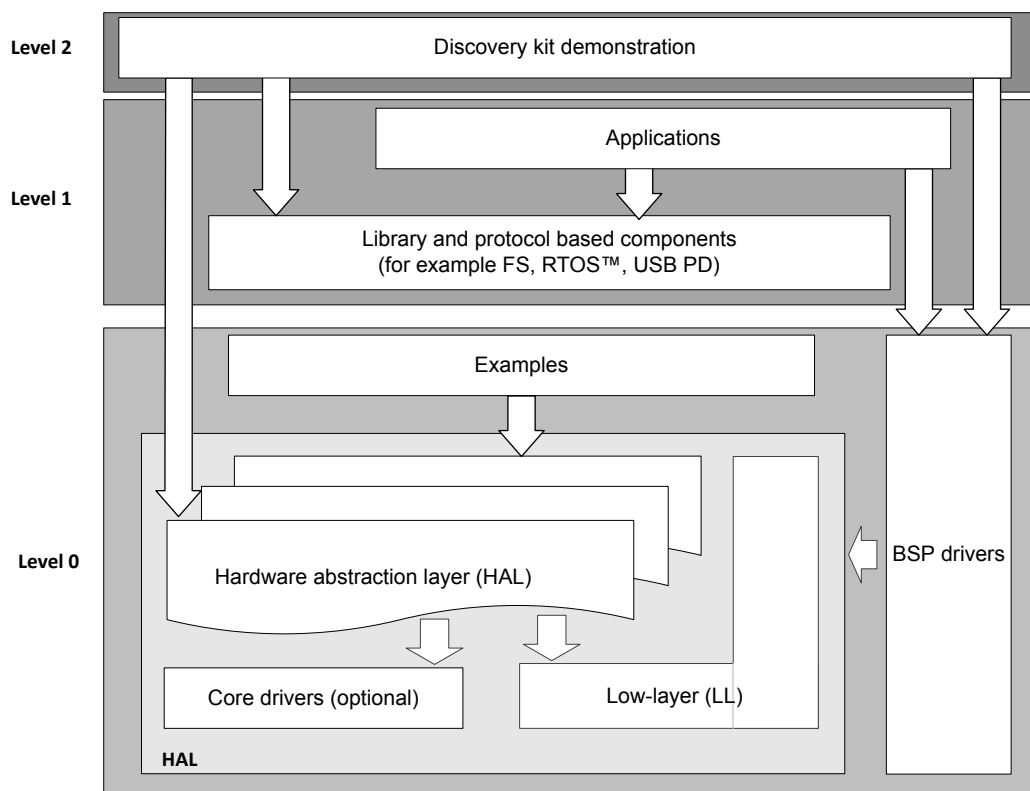 Level 2
Discovery kit demonstration
Applications
Level 1
Library and protocol based components
(for example FS, RTOS™, USB PD)
Examples
Level 0
Hardware abstraction layer (HAL)
BSP drivers
Core drivers (optional)
Low-layer (LL)
HAL